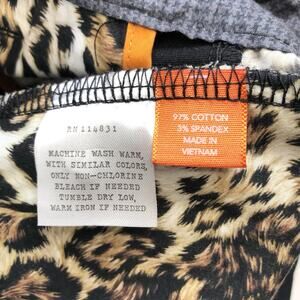 RN 114831
MACHINE WASH WARM,
WITH SIMILAR COLORS,
ONLY NON-CHLORINE
BLEACH IF NEEDED
TUMBLE DRY LOW,
WARM IRON IF NEEDED
97% COTTON
3% SPANDEX
MADE IN
VIETNAM